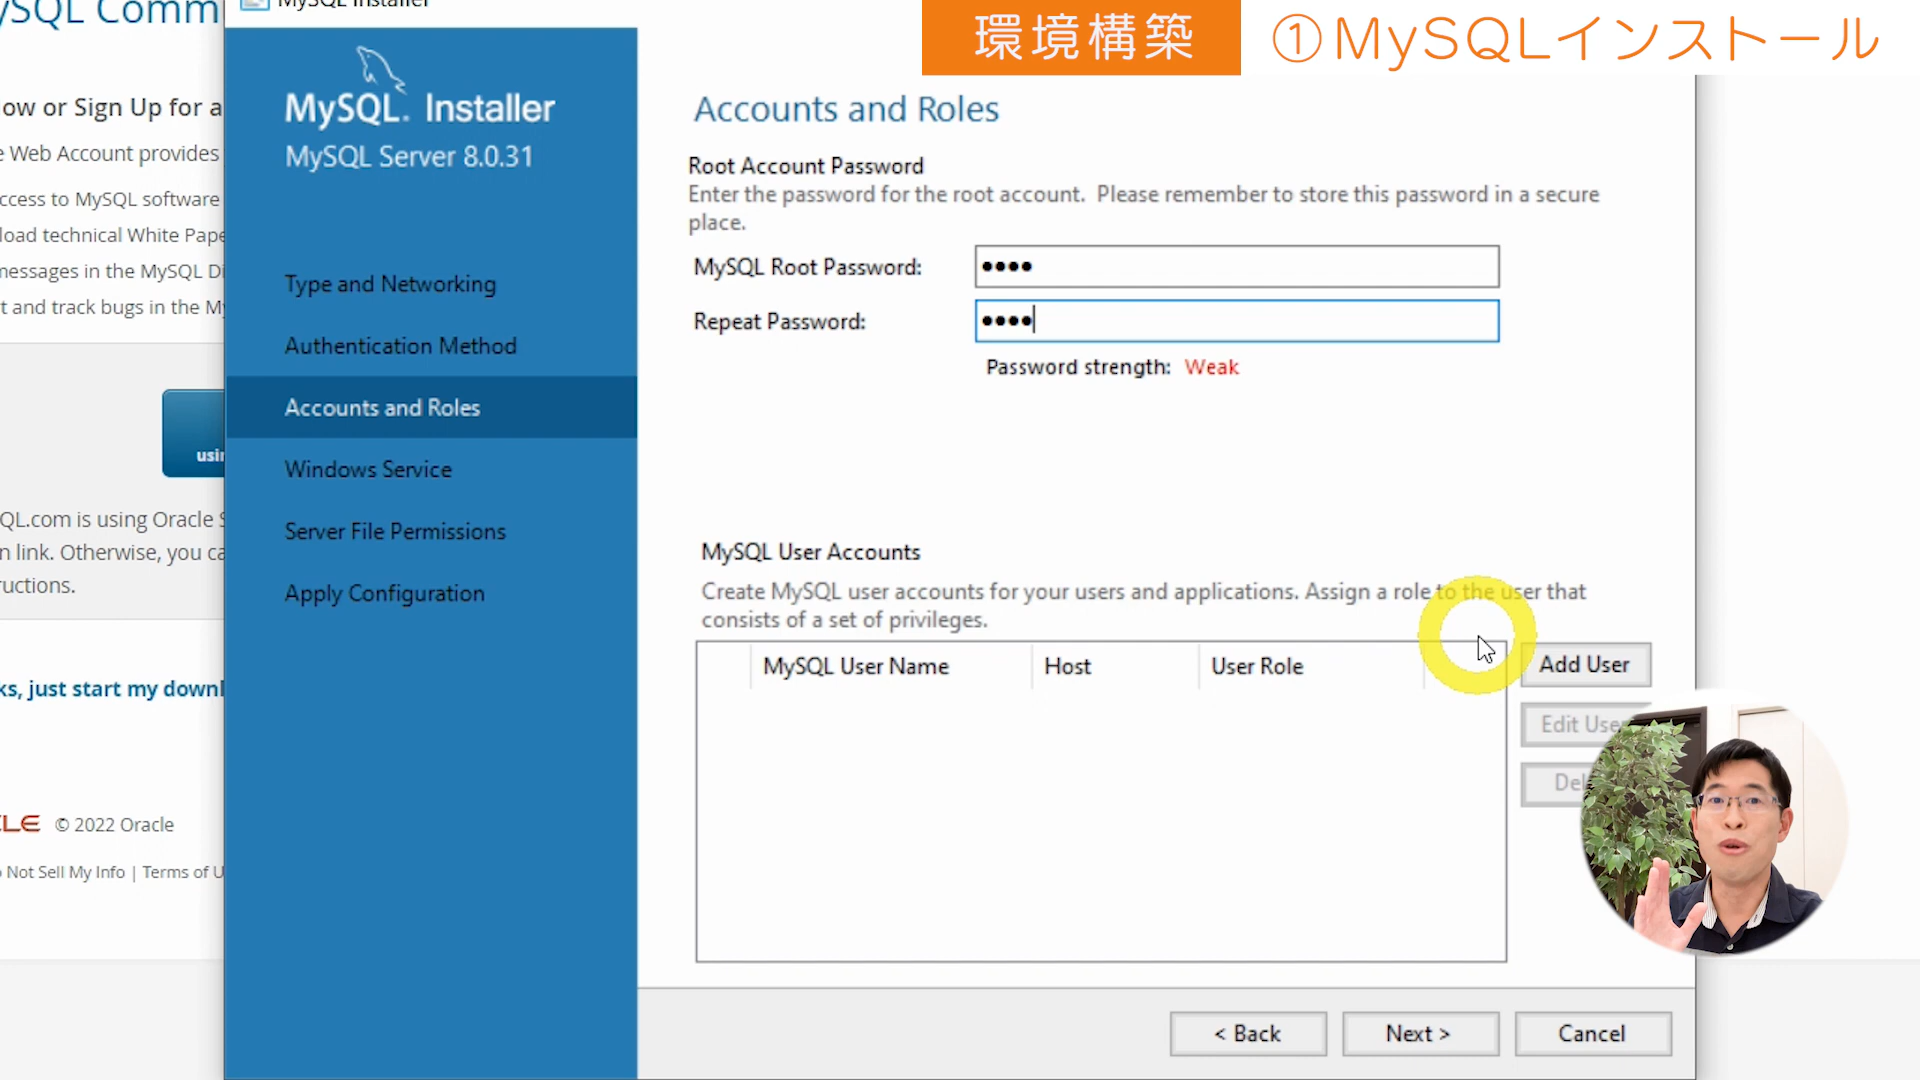 MySQL Installer
環境構築
①MySQLインストール
MySQL Installer
MySQL Server 8.0.31
Type and Networking
Authentication Method
Accounts and Roles
Windows Service
Server File Permissions
Apply Configuration
Accounts and Roles
Root Account Password
Enter the password for the root account. Please remember to store this password in a secure
place.
MySQL Root Password:
Repeat Password:
Password strength: Weak
MySQL User Accounts
Create MySQL user accounts for your users and applications. Assign a role to the user that
consists of a set of privileges.
MySQL User Name Host User Role
Add User
Edit User
< Back
Next >
Cancel
ow or Sign Up for a
e Web Account provides
ccess to MySQL software
load technical White Pape
messages in the MySQL Di
t and track bugs in the My
QL.com is using Oracle S
n link. Otherwise, you ca
ructions.
ks, just start my downl
© 2022 Oracle
Not Sell My Info | Terms of U